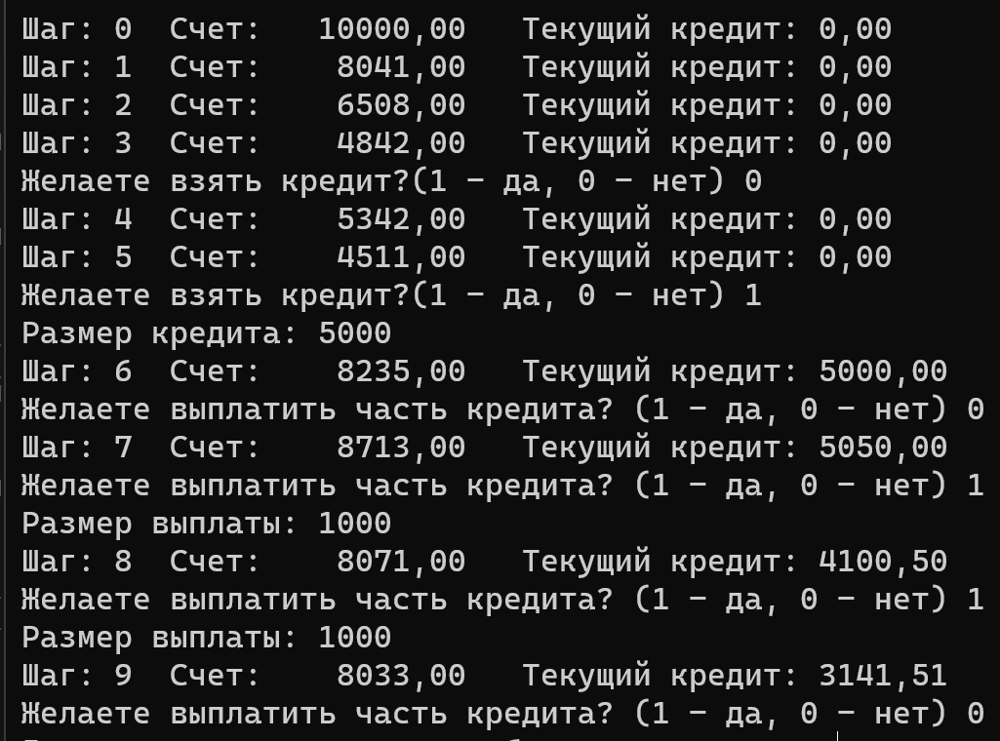 Шаг: 0  Счет:   10000,00   Текущий кредит: 0,00
Шаг: 1  Счет:    8041,00   Текущий кредит: 0,00
Шаг: 2  Счет:    6508,00   Текущий кредит: 0,00
Шаг: 3  Счет:    4842,00   Текущий кредит: 0,00
Желаете взять кредит?(1 - да, 0 - нет) 0
Шаг: 4  Счет:    5342,00   Текущий кредит: 0,00
Шаг: 5  Счет:    4511,00   Текущий кредит: 0,00
Желаете взять кредит?(1 - да, 0 - нет) 1
Размер кредита: 5000
Шаг: 6  Счет:    8235,00   Текущий кредит: 5000,00
Желаете выплатить часть кредита? (1 - да, 0 - нет) 0
Шаг: 7  Счет:    8713,00   Текущий кредит: 5050,00
Желаете выплатить часть кредита? (1 - да, 0 - нет) 1
Размер выплаты: 1000
Шаг: 8  Счет:    8071,00   Текущий кредит: 4100,50
Желаете выплатить часть кредита? (1 - да, 0 - нет) 1
Размер выплаты: 1000
Шаг: 9  Счет:    8033,00   Текущий кредит: 3141,51
Желаете выплатить часть кредита? (1 - да, 0 - нет) 0